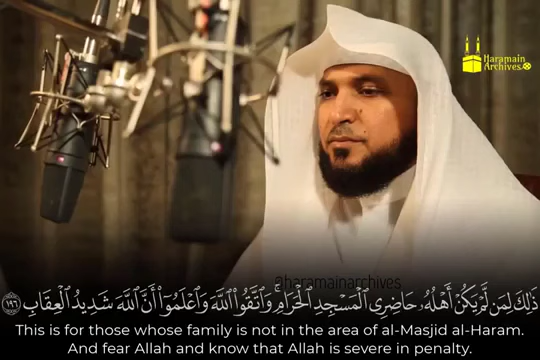 Haramain
Archives
@haramainarchives
ذَٰلِكَ لِمَن لَّمْ يَكُنْ أَهْلُهُۥ حَاضِرِى ٱلْمَسْجِدِ ٱلْحَرَامِ ۚ وَٱتَّقُوا۟ ٱللَّهَ وَٱعْلَمُوٓا۟ أَنَّ ٱللَّهَ شَدِيدُ ٱلْعِقَابِ ١٩٦
This is for those whose family is not in the area of al-Masjid al-Haram.
And fear Allah and know that Allah is severe in penalty.